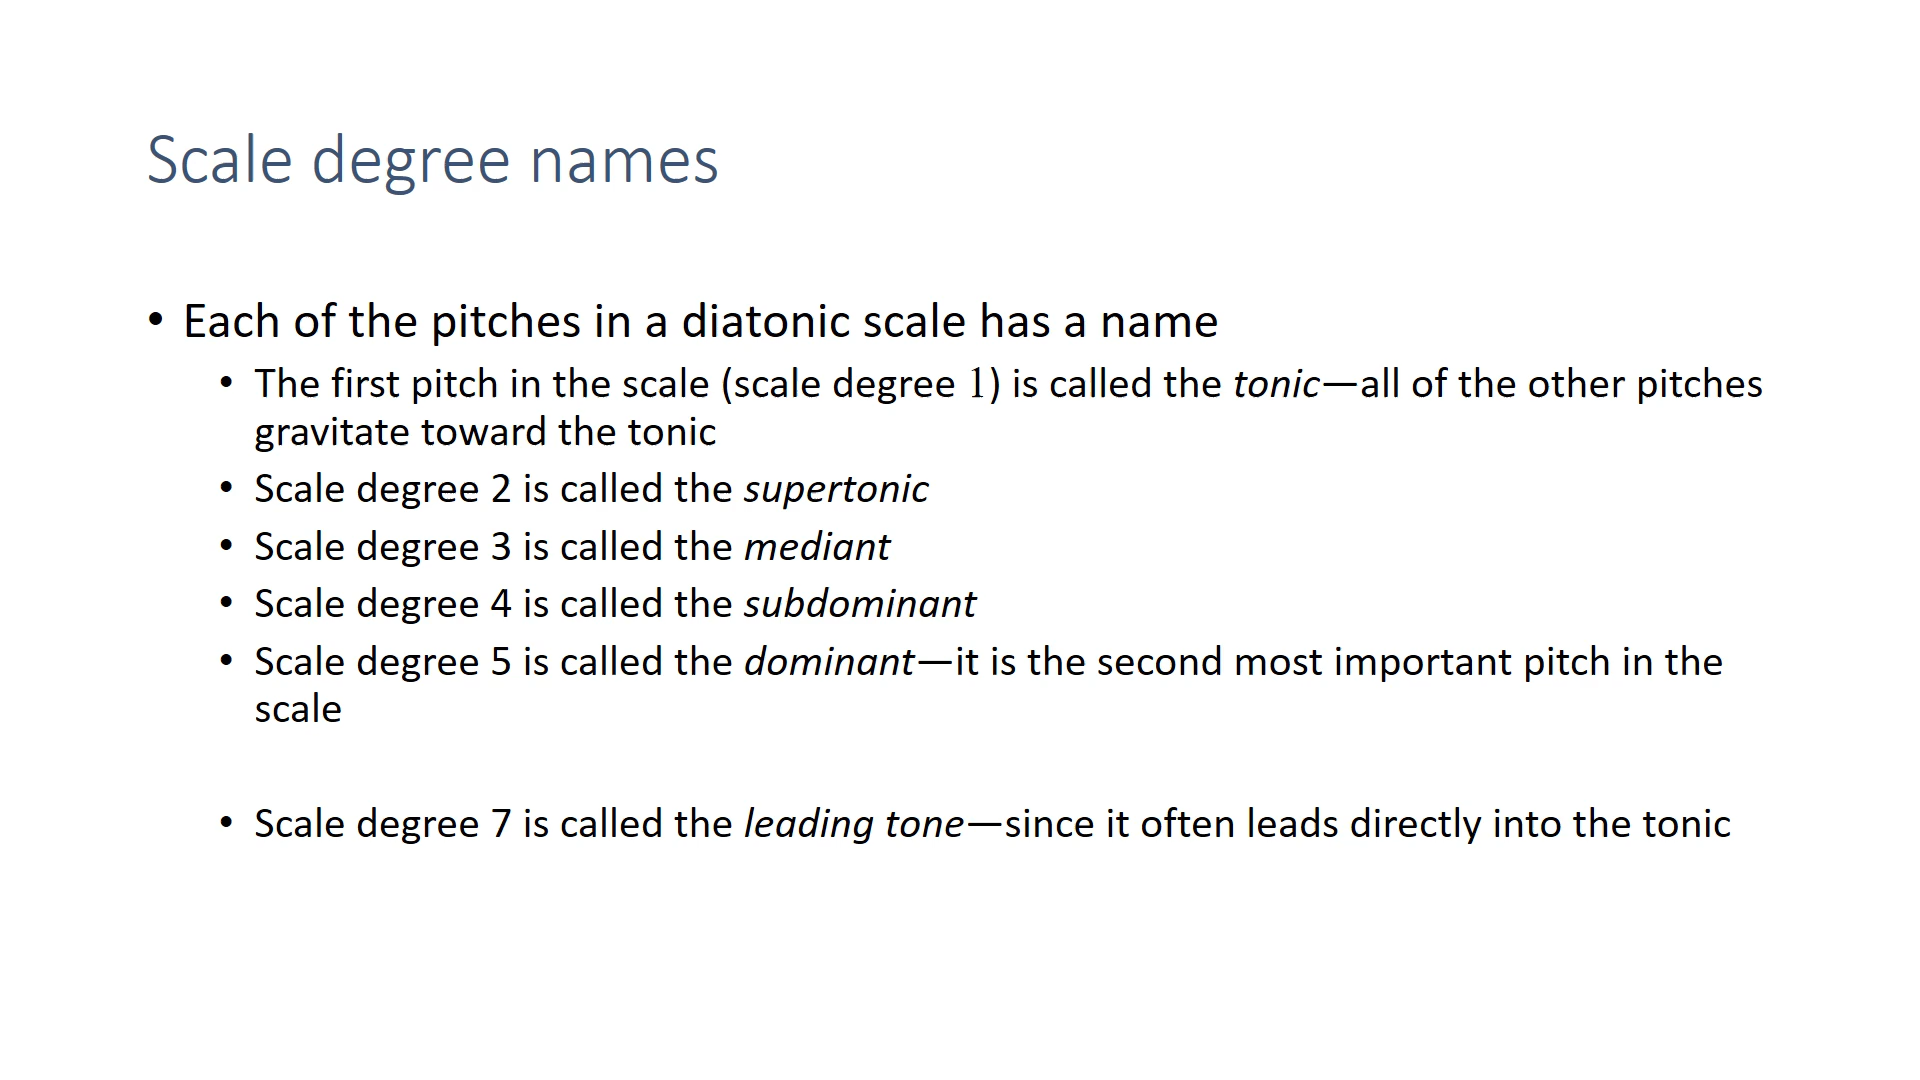 Scale degree names
• Each of the pitches in a diatonic scale has a name
• The first pitch in the scale (scale degree 1) is called the tonic—all of the other pitches
gravitate toward the tonic
• Scale degree 2 is called the supertonic
• Scale degree 3 is called the mediant
• Scale degree 4 is called the subdominant
• Scale degree 5 is called the dominant—it is the second most important pitch in the
scale
• Scale degree 7 is called the leading tone—since it often leads directly into the tonic